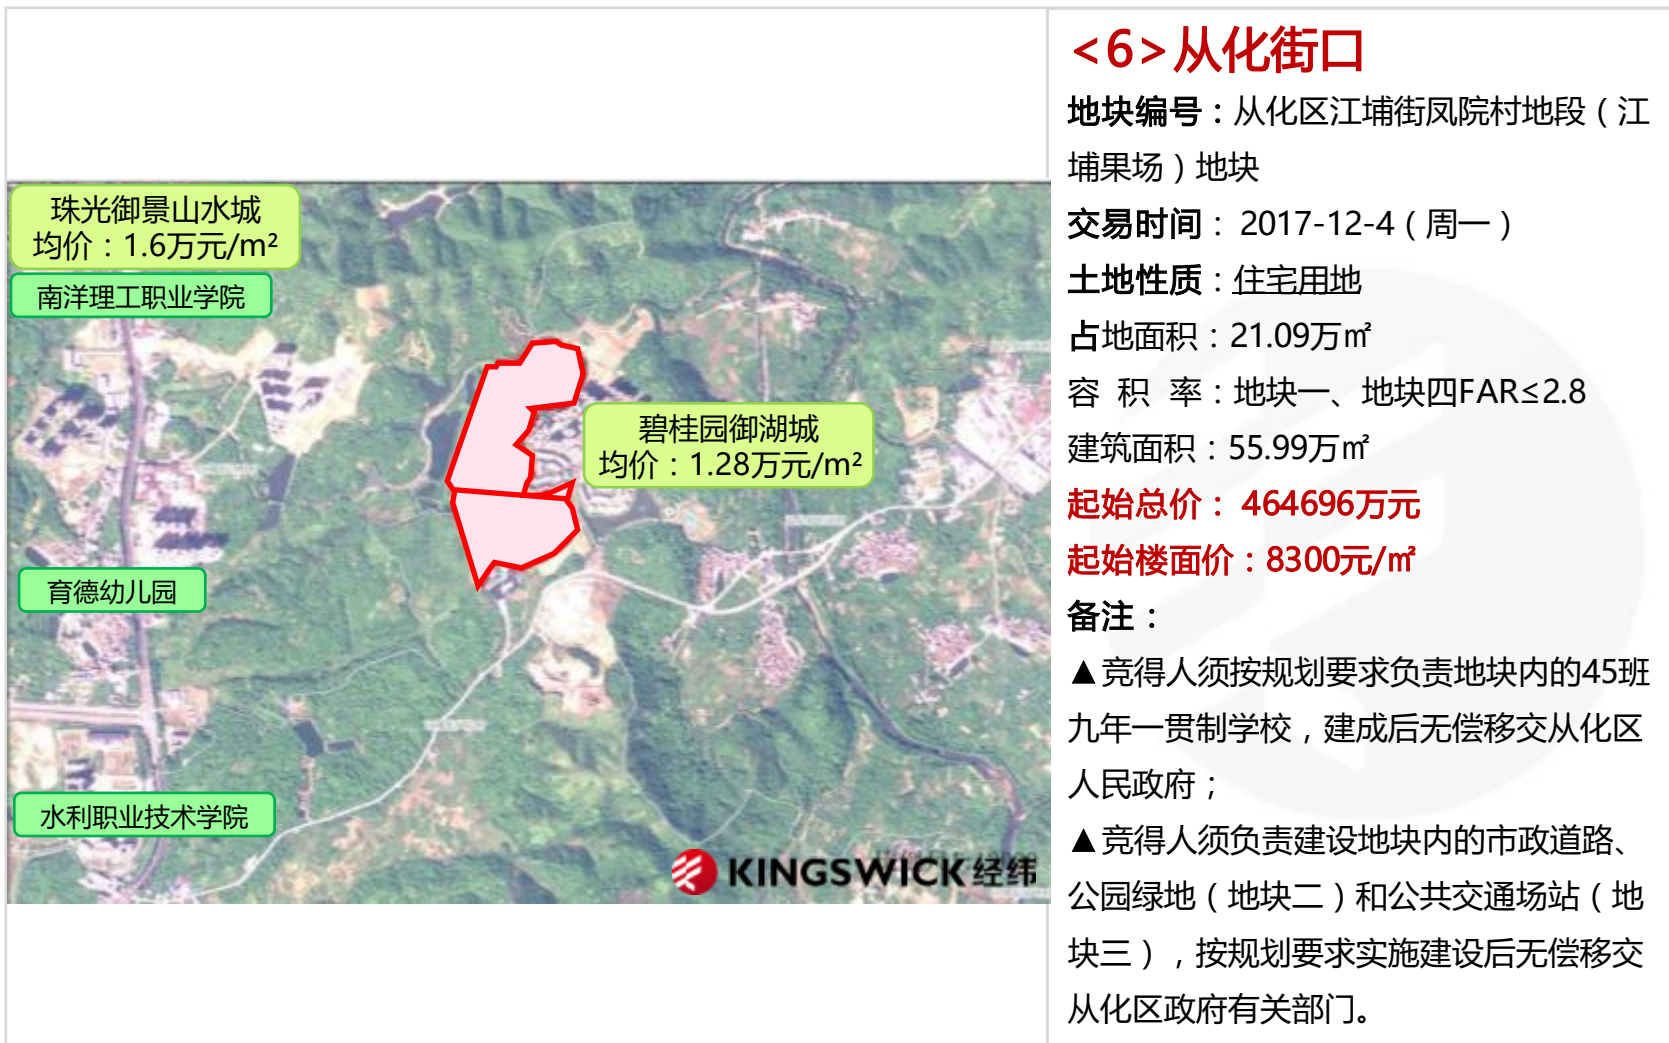 <6>从化街口
地块编号：从化区江埔街凤院村地段（江
埔果场）地块
交易时间： 2017-12-4（周一）
土地性质：住宅用地
占地面积：21.09万㎡
容 积 率：地块一、地块四FAR≤2.8
建筑面积：55.99万㎡
起始总价： 464696万元
起始楼面价：8300元/㎡
备注：
▲竞得人须按规划要求负责地块内的45班
九年一贯制学校，建成后无偿移交从化区
人民政府；
▲竞得人须负责建设地块内的市政道路、
公园绿地（地块二）和公共交通场站（地
块三），按规划要求实施建设后无偿移交
从化区政府有关部门。
珠光御景山水城
均价：1.6万元/m²
南洋理工职业学院
碧桂园御湖城
均价：1.28万元/m²
育德幼儿园
水利职业技术学院
KINGSWICK 经纬